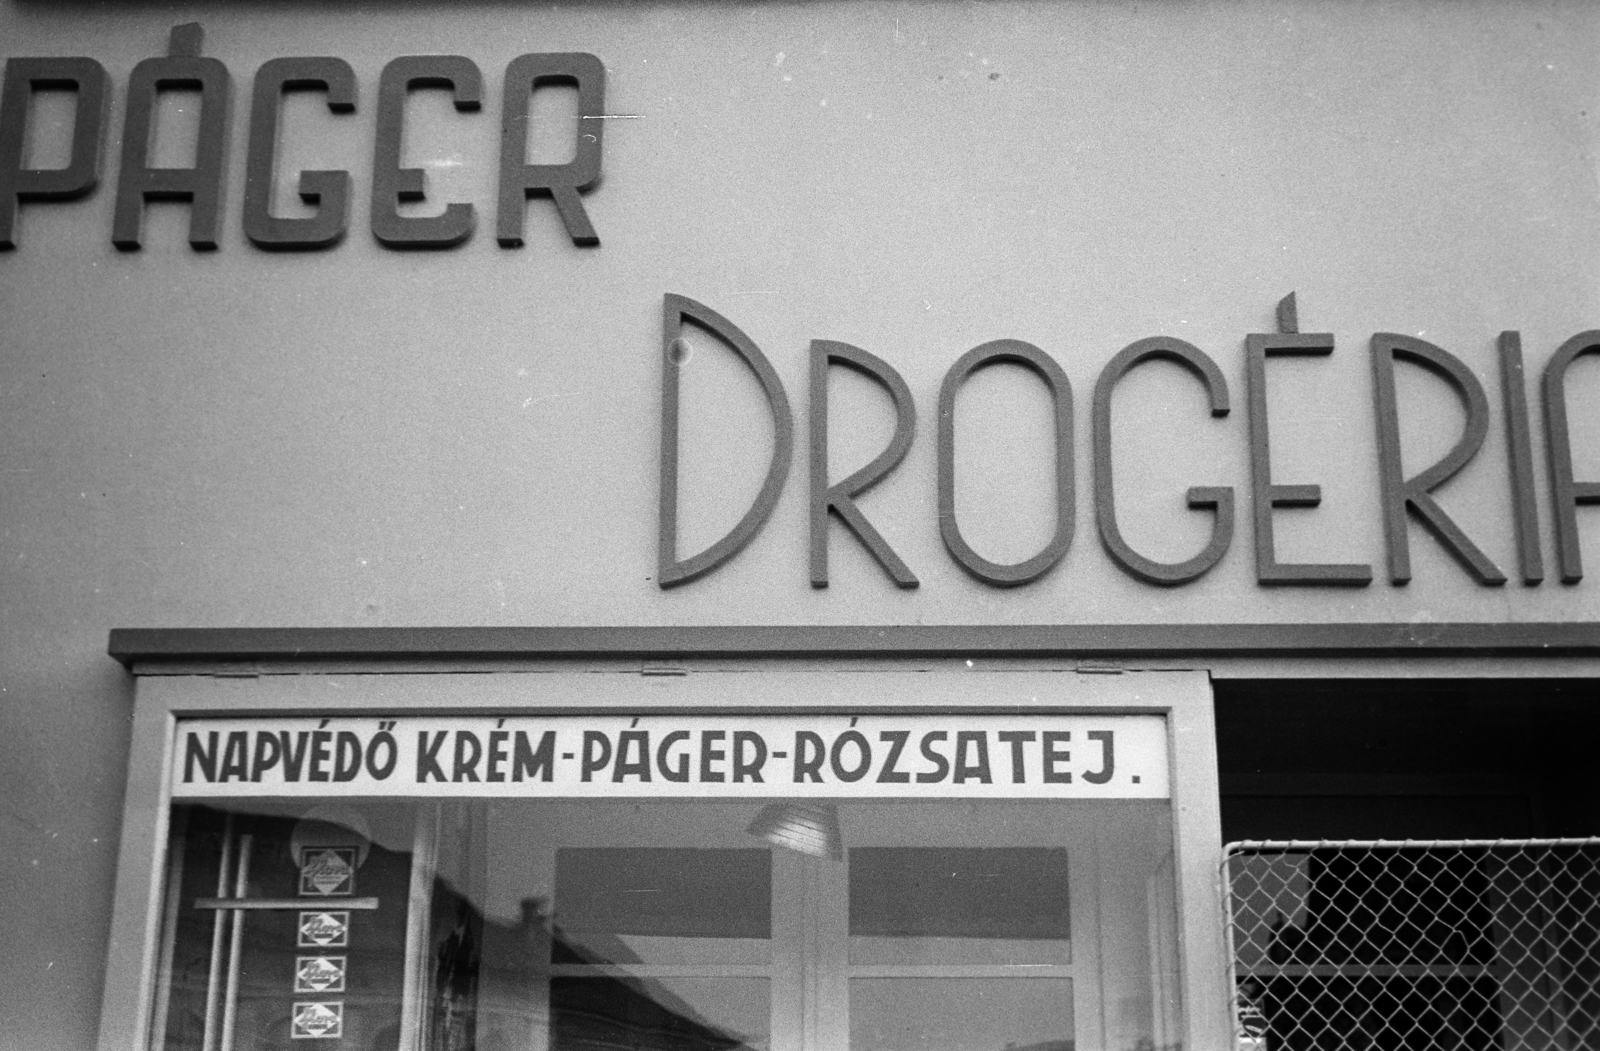 PÁGER
DROGÉRIA
NAPVÉDŐ KRÉM-PÁGER-RÓZSATEJ.